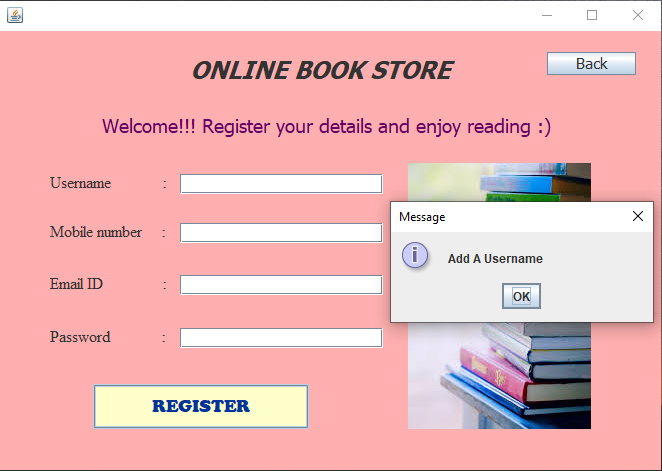 ONLINE BOOK STORE
Back
Welcome!!! Register your details and enjoy reading :)
Username :
Mobile number :
Email ID :
Password :
REGISTER
Message
Add A Username
OK